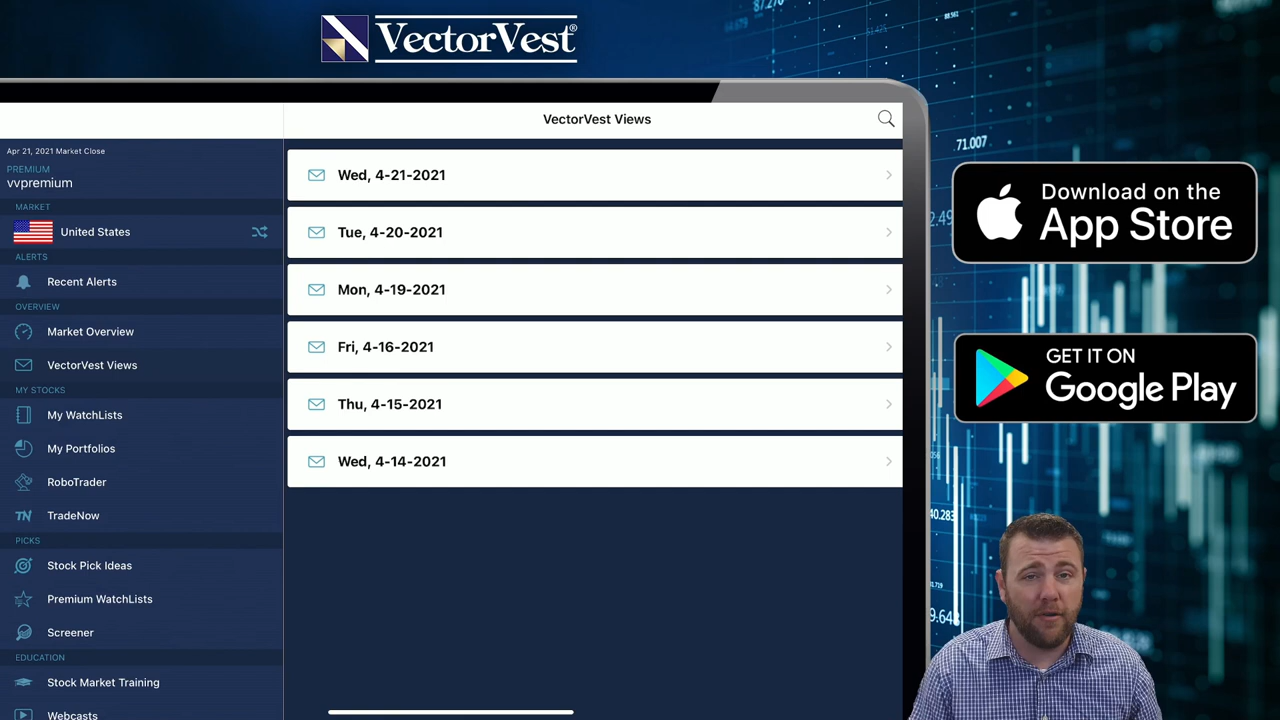 VectorVest®
VectorVest Views
Apr 21, 2021 Market Close
PREMIUM
vvpremium
MARKET
United States
ALERTS
Recent Alerts
OVERVIEW
Market Overview
VectorVest Views
MY STOCKS
My WatchLists
My Portfolios
RoboTrader
TN
TradeNow
PICKS
Stock Pick Ideas
Premium WatchLists
Screener
EDUCATION
Stock Market Training
Webcasts
Wed, 4-21-2021
Tue, 4-20-2021
Mon, 4-19-2021
Fri, 4-16-2021
Thu, 4-15-2021
Wed, 4-14-2021
Download on the
App Store
GET IT ON
Google Play
71.007